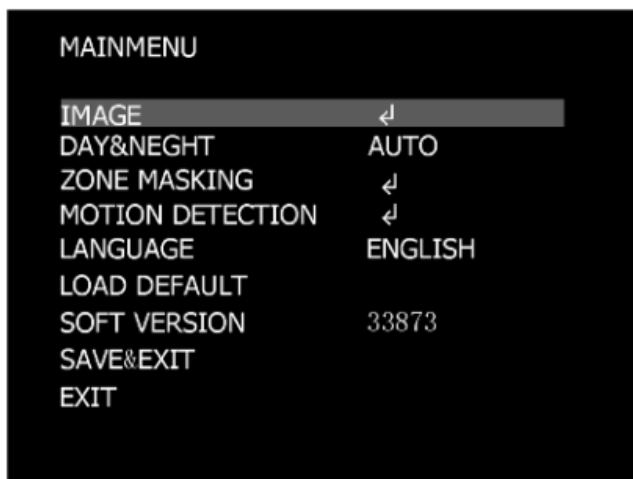 MAINMENU
IMAGE ↲
DAY&NEGHT AUTO
ZONE MASKING ↲
MOTION DETECTION ↲
LANGUAGE ENGLISH
LOAD DEFAULT
SOFT VERSION 33873
SAVE&EXIT
EXIT